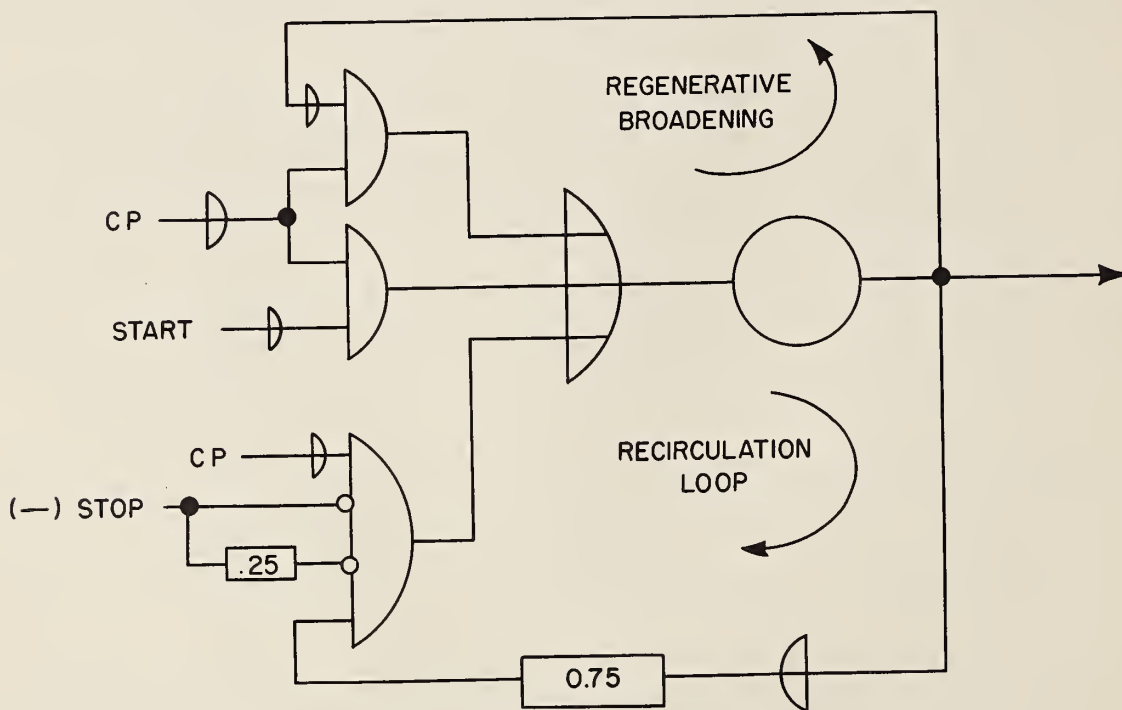 REGENERATIVE
BROADENING
CP
START
CP
RECIRCULATION
LOOP
(—) STOP
.25
0.75